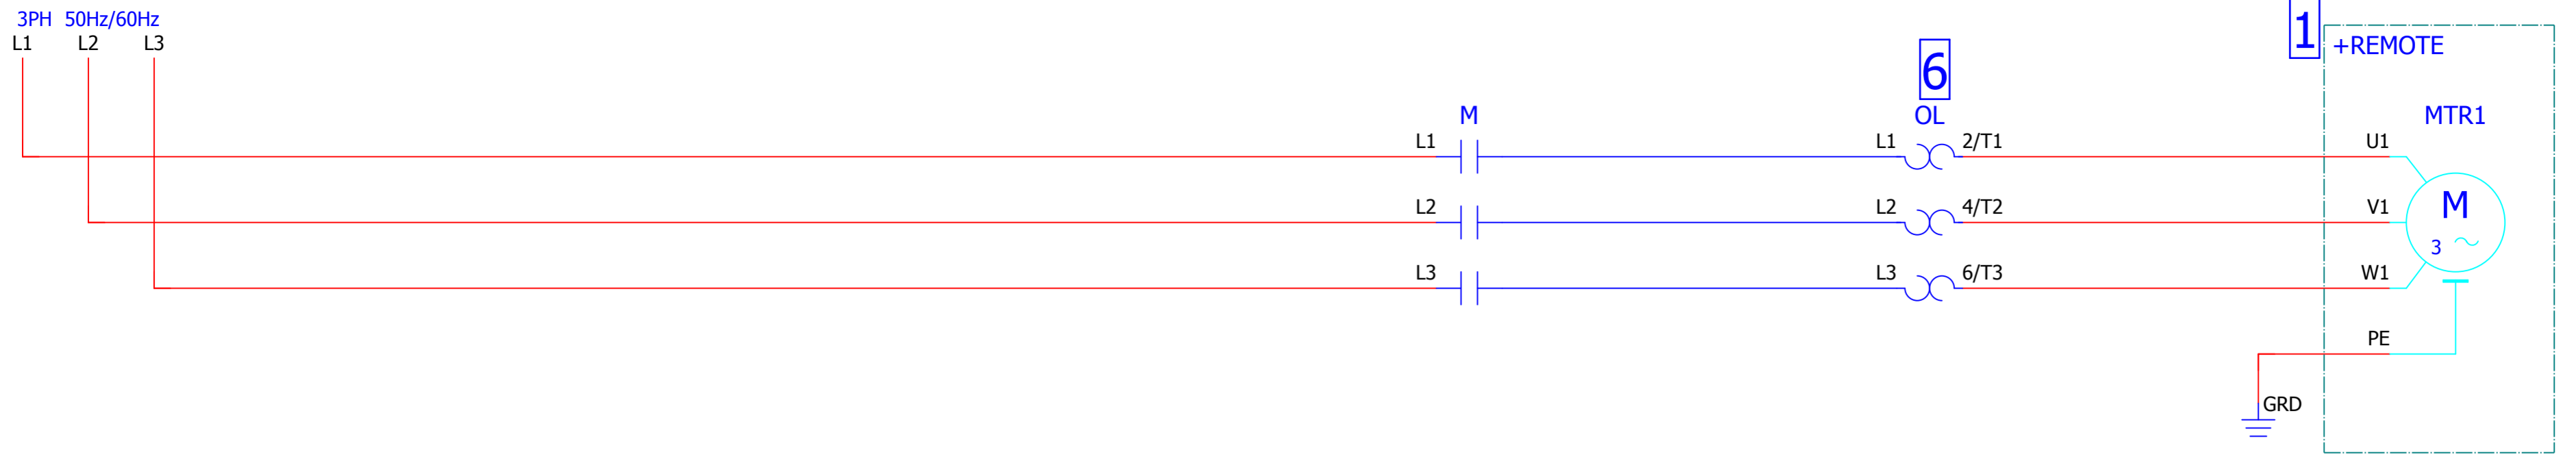 3PH 50Hz/60Hz
L1 L2 L3
1
+REMOTE
6
M OL MTR1
L1 L1 2/T1 U1
M
L2 L2 4/T2 V1
3
L3 L3 6/T3 W1
PE
GRD